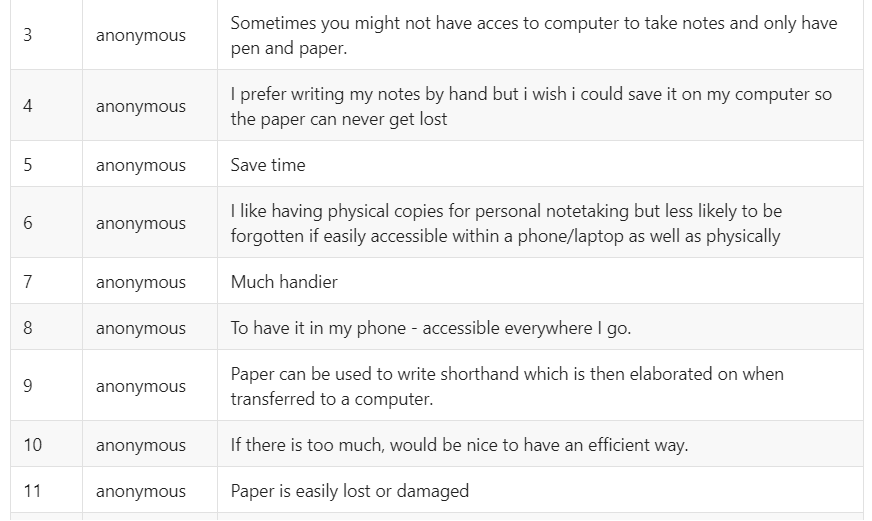 3 anonymous Sometimes you might not have acces to computer to take notes and only have
pen and paper.
4 anonymous I prefer writing my notes by hand but i wish i could save it on my computer so
the paper can never get lost
5 anonymous Save time
6 anonymous I like having physical copies for personal notetaking but less likely to be
forgotten if easily accessible within a phone/laptop as well as physically
7 anonymous Much handier
8 anonymous To have it in my phone - accessible everywhere I go.
9 anonymous Paper can be used to write shorthand which is then elaborated on when
transferred to a computer.
10 anonymous If there is too much, would be nice to have an efficient way.
11 anonymous Paper is easily lost or damaged